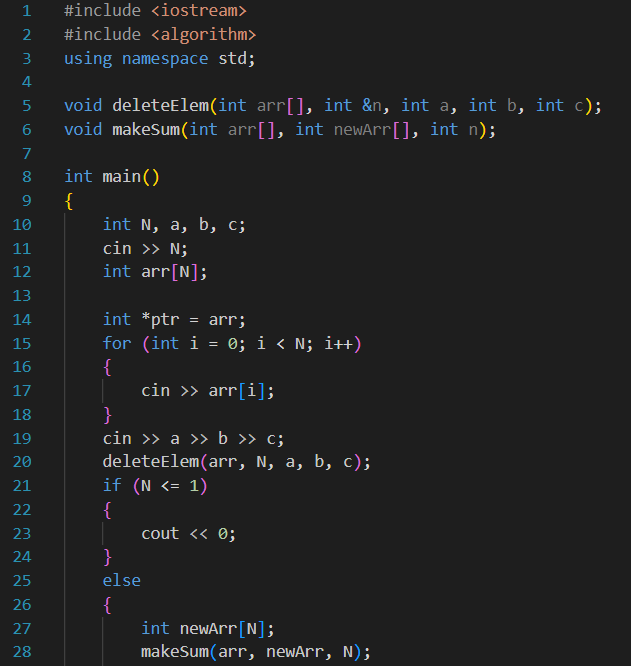 1 #include <iostream>
2 #include <algorithm>
3 using namespace std;
4
5 void deleteElem(int arr[], int &n, int a, int b, int c);
6 void makeSum(int arr[], int newArr[], int n);
7
8 int main()
9 {
10     int N, a, b, c;
11     cin >> N;
12     int arr[N];
13
14     int *ptr = arr;
15     for (int i = 0; i < N; i++)
16     {
17         cin >> arr[i];
18     }
19     cin >> a >> b >> c;
20     deleteElem(arr, N, a, b, c);
21     if (N <= 1)
22     {
23         cout << 0;
24     }
25     else
26     {
27         int newArr[N];
28         makeSum(arr, newArr, N);